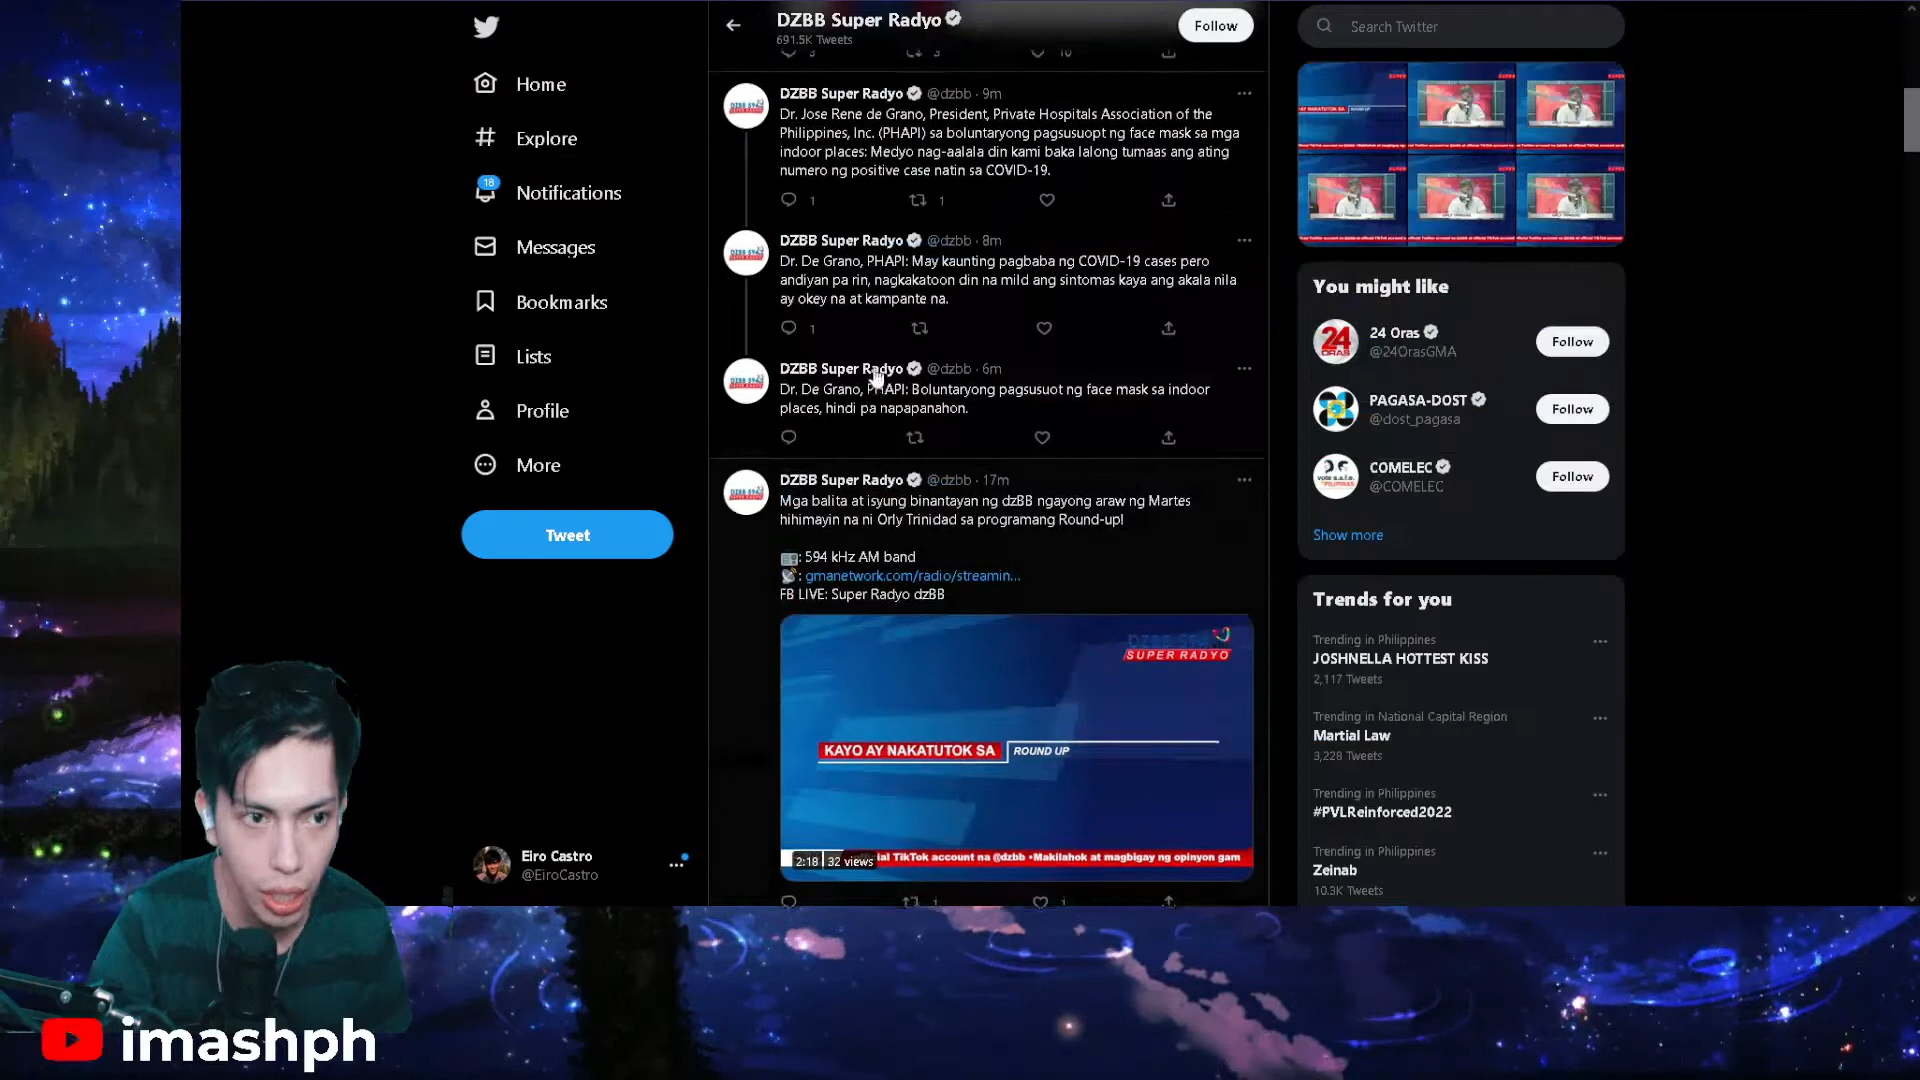 Home
Explore
18
Notifications
Messages
Bookmarks
Lists
Profile
More
Tweet
Eiro Castro
@EiroCastro
DZBB Super Radyo
691.5K Tweets
Follow
3
3
10
DZBB Super Radyo @dzbb · 9m
Dr. Jose Rene de Grano, President, Private Hospitals Association of the
Philippines, Inc. (PHAPI) sa boluntaryong pagsusuopt ng face mask sa mga
indoor places: Medyo nag-aalala din kami baka lalong tumaas ang ating
numero ng positive case natin sa COVID-19.
1
1
DZBB Super Radyo @dzbb · 8m
Dr. De Grano, PHAPI: May kaunting pagbaba ng COVID-19 cases pero
andiyan pa rin, nagkakatoon din na mild ang sintomas kaya ang akala nila
ay okey na at kampante na.
1
DZBB Super Radyo @dzbb · 6m
Dr. De Grano, PHAPI: Boluntaryong pagsusuot ng face mask sa indoor
places, hindi pa napapanahon.
DZBB Super Radyo @dzbb · 17m
Mga balita at isyung binantayan ng dzBB ngayong araw ng Martes
hihimayin na ni Orly Trinidad sa programang Round-up!
: 594 kHz AM band
: gmanetwork.com/radio/streamin...
FB LIVE: Super Radyo dzBB
SUPER RADYO
KAYO AY NAKATUTOK SA
ROUND UP
2:18 32 views
ial TikTok account na @dzbb •Makilahok at magbigay ng opinyon gam
1
1
Search Twitter
You might like
24 Oras
@24OrasGMA
Follow
PAGASA-DOST
@dost_pagasa
Follow
COMELEC
@COMELEC
Follow
Show more
Trends for you
Trending in Philippines
JOSHNELLA HOTTEST KISS
2,117 Tweets
Trending in National Capital Region
Martial Law
3,228 Tweets
Trending in Philippines
#PVLReinforced2022
Trending in Philippines
Zeinab
10.3K Tweets
imashph